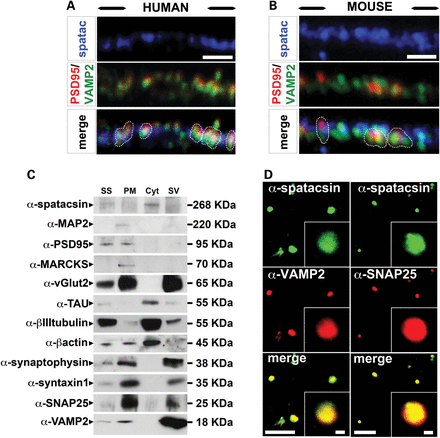 A HUMAN
spatac
PSD95/
VAMP2
merge
B MOUSE
spatac
PSD95/
VAMP2
merge
C
SS PM Cyt SV
α-spatacsin 268 KDa
α-MAP2 220 KDa
α-PSD95 95 KDa
α-MARCKS 70 KDa
α-vGlut2 65 KDa
α-TAU 55 KDa
α-βIIItubulin 55 KDa
α-βactin 45 KDa
α-synaptophysin 38 KDa
α-syntaxin1 35 KDa
α-SNAP25 25 KDa
α-VAMP2 18 KDa
D
α-spatacsin α-spatacsin
α-VAMP2 α-SNAP25
merge merge